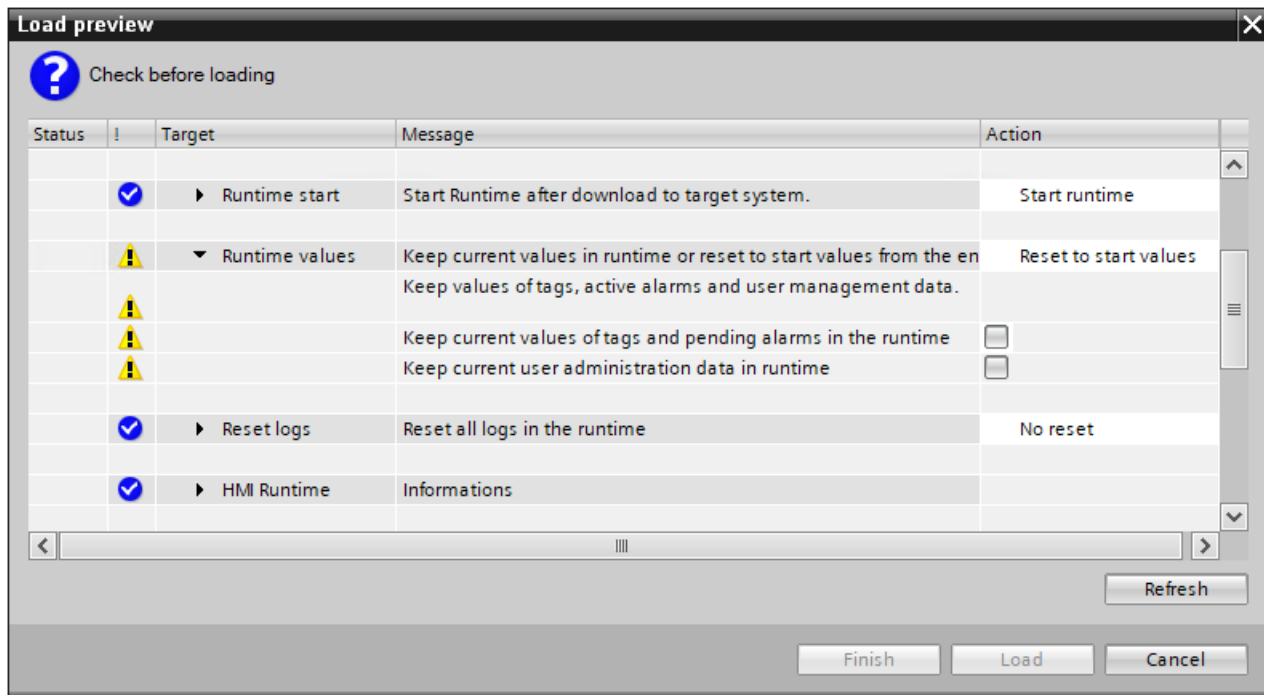 Load preview
Check before loading
Status ! Target Message Action
Runtime start Start Runtime after download to target system. Start runtime
Runtime values Keep current values in runtime or reset to start values from the en Reset to start values
Keep values of tags, active alarms and user management data.
Keep current values of tags and pending alarms in the runtime
Keep current user administration data in runtime
Reset logs Reset all logs in the runtime No reset
HMI Runtime Informations
Refresh
Finish Load Cancel